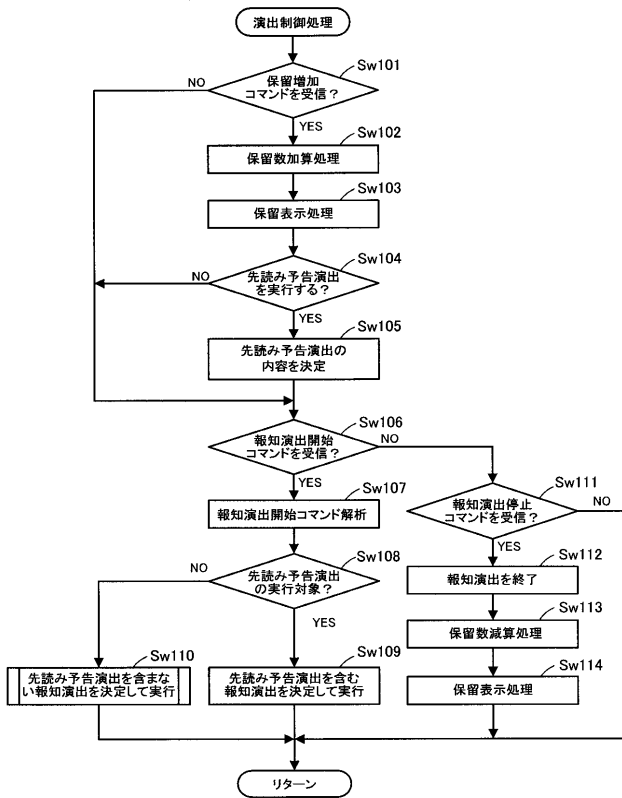 演出制御処理
Sw101
保留増加
コマンドを受信？
NO
YES
Sw102
保留数加算処理
Sw103
保留表示処理
Sw104
先読み予告演出
を実行する？
NO
YES
Sw105
先読み予告演出の
内容を決定
Sw106
報知演出開始
コマンドを受信？
NO
YES
Sw107
報知演出開始コマンド解析
Sw111
報知演出停止
コマンドを受信？
NO
YES
Sw108
先読み予告演出
の実行対象？
NO
YES
Sw112
報知演出を終了
Sw113
保留数減算処理
Sw110
先読み予告演出を含まな
い報知演出を決定して実行
Sw109
先読み予告演出を含む
報知演出を決定して実行
Sw114
保留表示処理
リターン